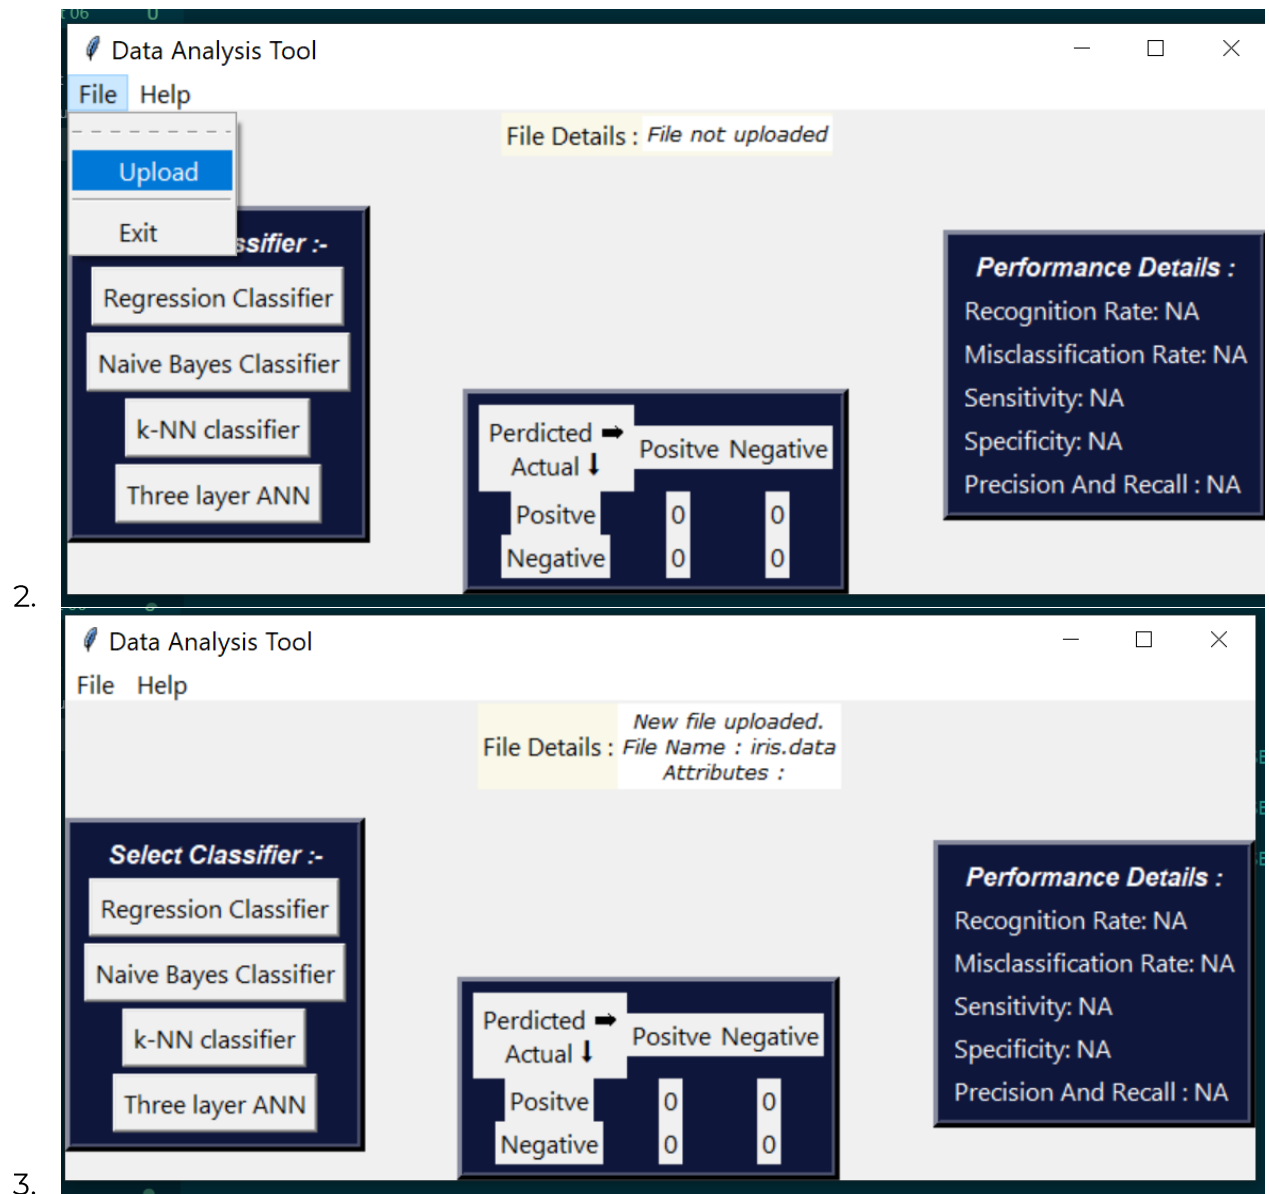 t 06 U
Data Analysis Tool
File Help
File Details : File not uploaded
Upload
Exit
ssifier :-
Regression Classifier
Naive Bayes Classifier
k-NN classifier
Three layer ANN
Perdicted ➡ Positve Negative
Actual ⬇
Positve 0 0
Negative 0 0
Performance Details :
Recognition Rate: NA
Misclassification Rate: NA
Sensitivity: NA
Specificity: NA
Precision And Recall : NA
2.
Data Analysis Tool
File Help
File Details : New file uploaded.
File Name : iris.data
Attributes :
Select Classifier :-
Regression Classifier
Naive Bayes Classifier
k-NN classifier
Three layer ANN
Perdicted ➡ Positve Negative
Actual ⬇
Positve 0 0
Negative 0 0
Performance Details :
Recognition Rate: NA
Misclassification Rate: NA
Sensitivity: NA
Specificity: NA
Precision And Recall : NA
3.